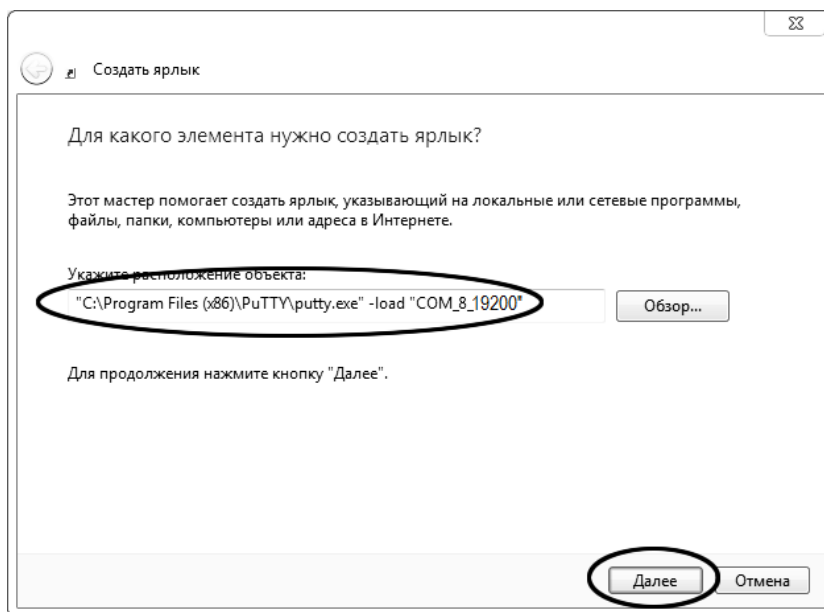 Создать ярлык
Для какого элемента нужно создать ярлык?
Этот мастер помогает создать ярлык, указывающий на локальные или сетевые программы,
файлы, папки, компьютеры или адреса в Интернете.
Укажите расположение объекта:
"C:\Program Files (x86)\PuTTY\putty.exe" -load "COM_8_19200"
Обзор...
Для продолжения нажмите кнопку "Далее".
Далее
Отмена